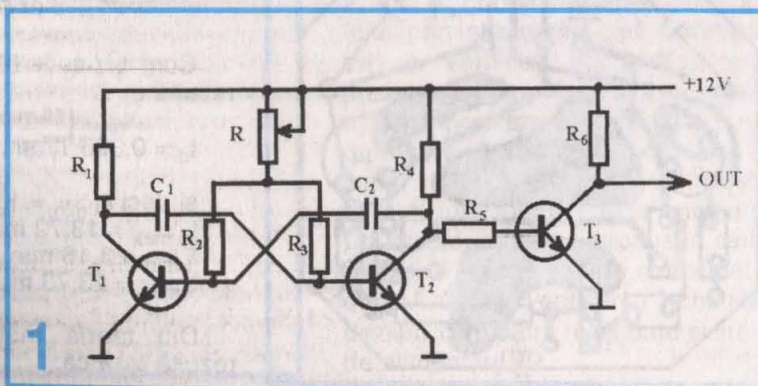 +12V
R
R₁
R₄
R₆
C₁
C₂
OUT
R₂
R₃
R₅
T₃
T₁
T₂
1